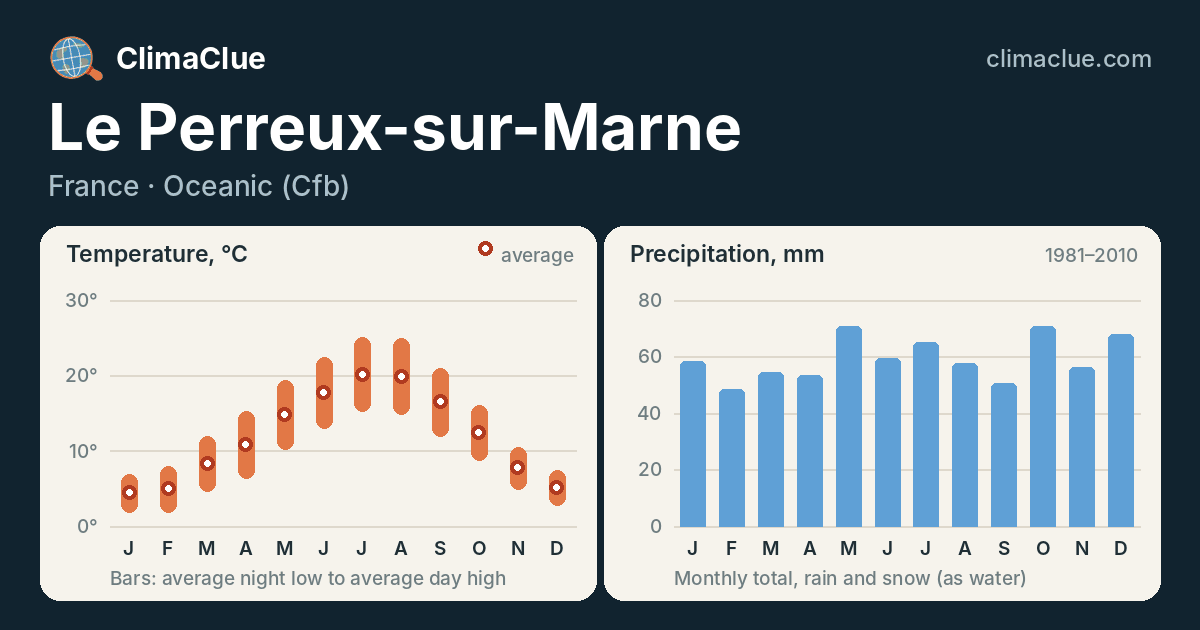 ClimaClue
climaclue.com
Le Perreux-sur-Marne
France · Oceanic (Cfb)
Temperature, °C
average
30°
20°
10°
0°
J F M A M J J A S O N D
Bars: average night low to average day high
Precipitation, mm
1981–2010
80
60
40
20
0
J F M A M J J A S O N D
Monthly total, rain and snow (as water)